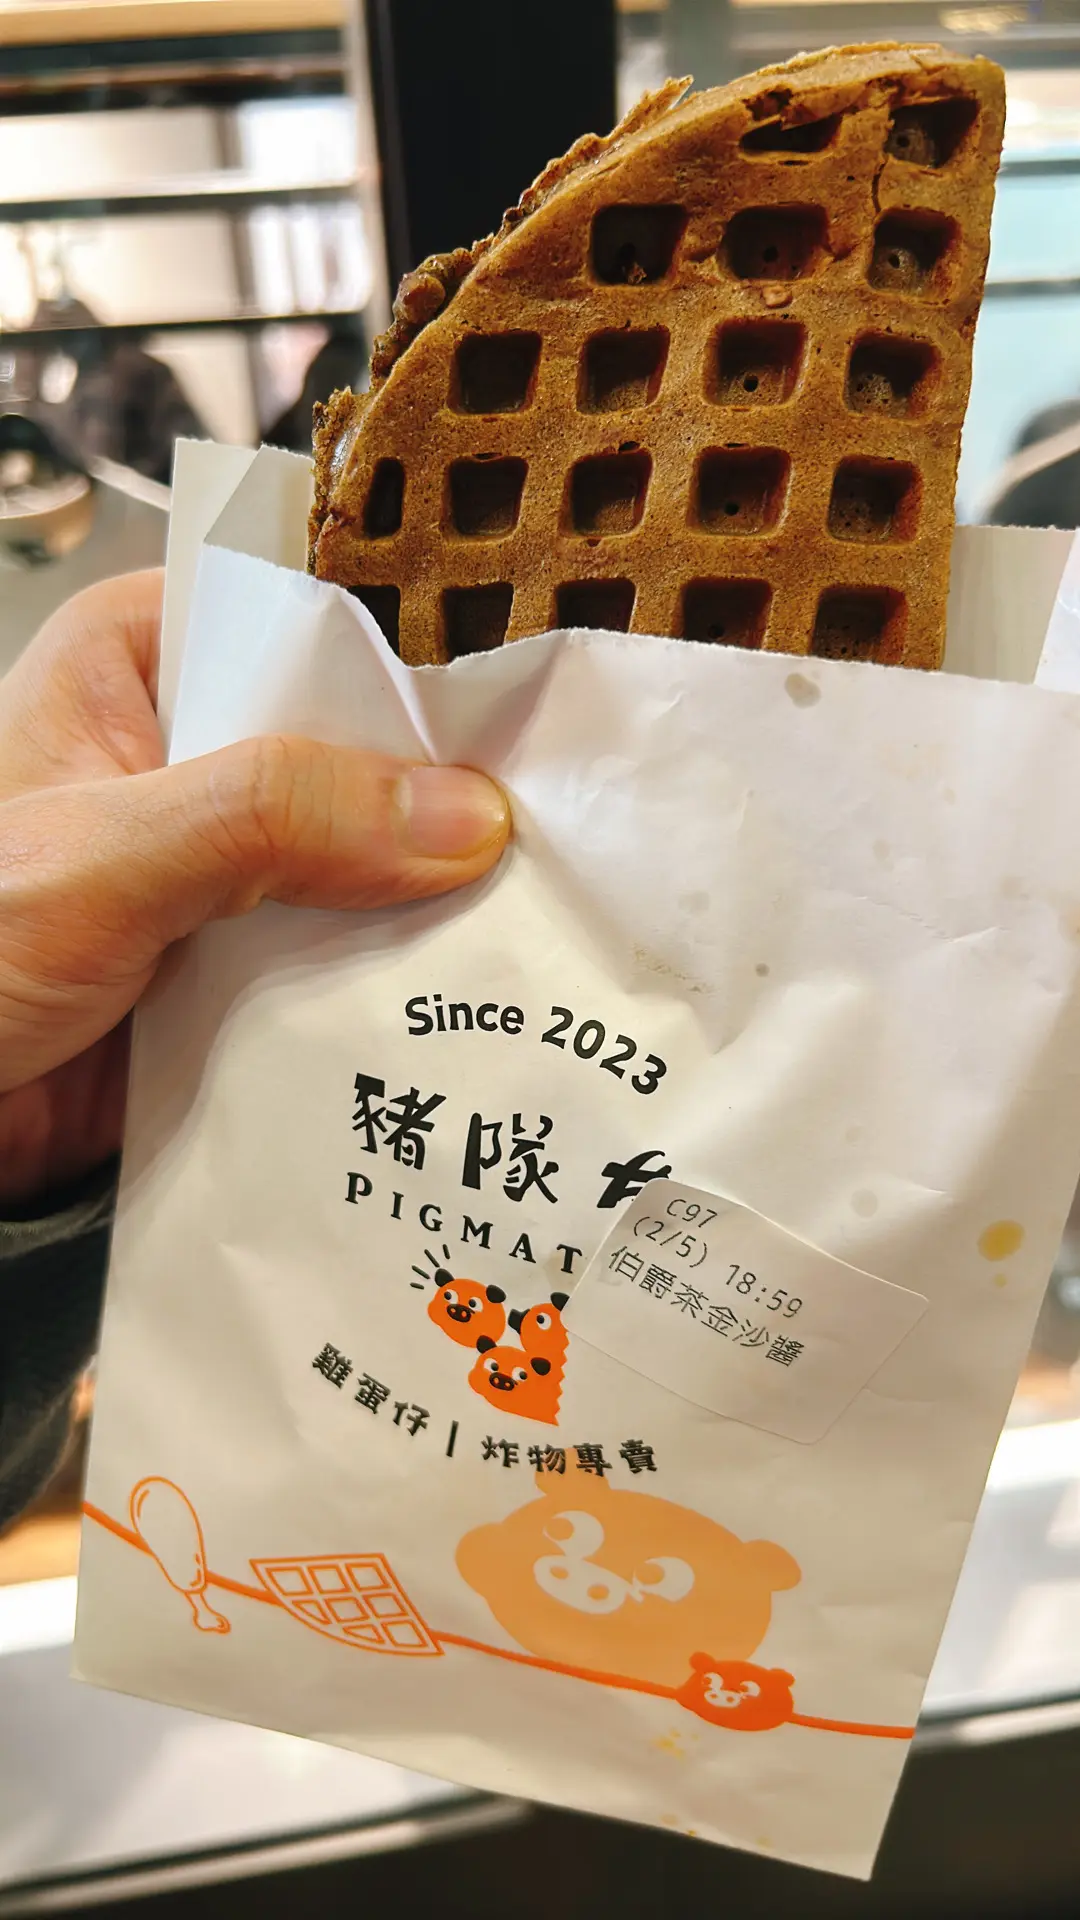 Since 2023
豬隊
PIGMAT
C97
(2/5) 18:59
伯爵茶金沙醬
雞蛋仔 | 炸物專賣